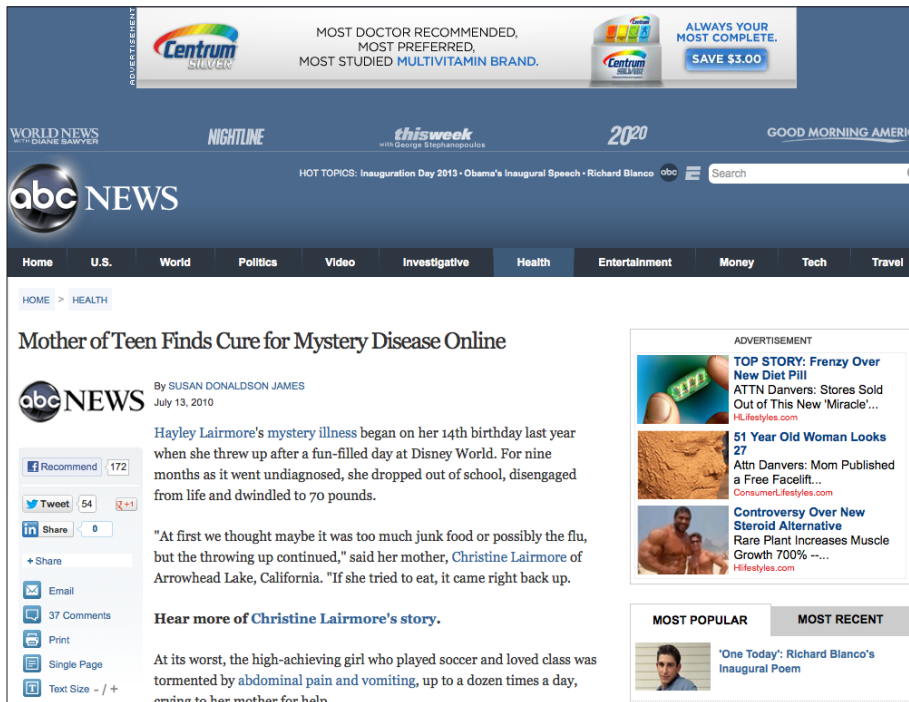 ADVERTISEMENT
Centrum
SILVER
MOST DOCTOR RECOMMENDED,
MOST PREFERRED,
MOST STUDIED MULTIVITAMIN BRAND.
Centrum
SILVER
ALWAYS YOUR
MOST COMPLETE.
SAVE $3.00
WORLD NEWS
WITH DIANE SAWYER
NIGHTLINE
thisweek
with George Stephanopoulos
2020
GOOD MORNING AMERI
abc NEWS
HOT TOPICS: Inauguration Day 2013 • Obama's Inaugural Speech • Richard Blanco
abc
E
Search
Home U.S. World Politics Video Investigative Health Entertainment Money Tech Travel
HOME > HEALTH
Mother of Teen Finds Cure for Mystery Disease Online
abc NEWS
By SUSAN DONALDSON JAMES
July 13, 2010
Hayley Lairmore's mystery illness began on her 14th birthday last year
when she threw up after a fun-filled day at Disney World. For nine
months as it went undiagnosed, she dropped out of school, disengaged
from life and dwindled to 70 pounds.
"At first we thought maybe it was too much junk food or possibly the flu,
but the throwing up continued," said her mother, Christine Lairmore of
Arrowhead Lake, California. "If she tried to eat, it came right back up.
Hear more of Christine Lairmore's story.
At its worst, the high-achieving girl who played soccer and loved class was
tormented by abdominal pain and vomiting, up to a dozen times a day,
crying to her mother for help.
f Recommend 172
Tweet 54
g +1
in Share 0
+ Share
Email
37 Comments
Print
Single Page
T Text Size - / +
ADVERTISEMENT
TOP STORY: Frenzy Over
New Diet Pill
ATTN Danvers: Stores Sold
Out of This New 'Miracle'...
HLifestyles.com
51 Year Old Woman Looks
27
Attn Danvers: Mom Published
a Free Facelift...
ConsumerLifestyles.com
Controversy Over New
Steroid Alternative
Rare Plant Increases Muscle
Growth 700% --...
Hlifestyles.com
MOST POPULAR MOST RECENT
'One Today': Richard Blanco's
Inaugural Poem